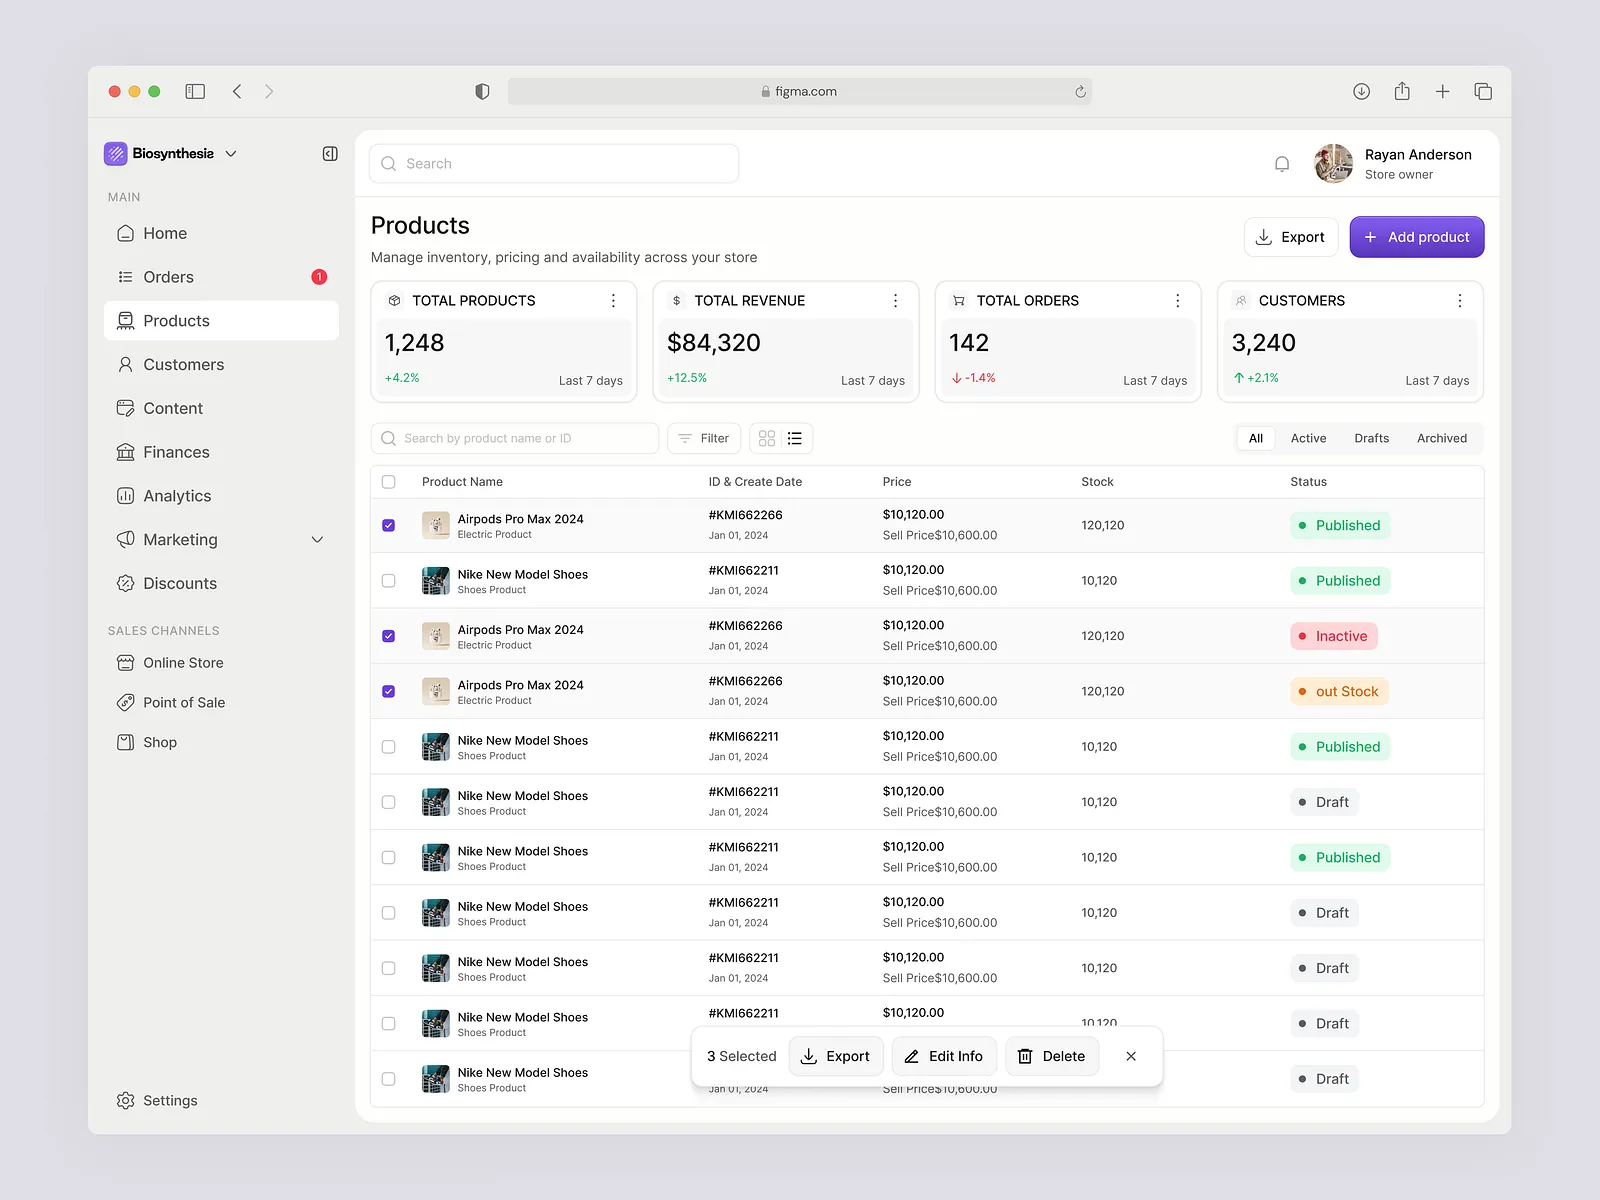 figma.com
Biosynthesia
MAIN
Home
Orders
1
Products
Customers
Content
Finances
Analytics
Marketing
Discounts
SALES CHANNELS
Online Store
Point of Sale
Shop
Settings
Search
Rayan Anderson
Store owner
Products
Manage inventory, pricing and availability across your store
Export
+ Add product
TOTAL PRODUCTS
1,248
+4.2%
Last 7 days
$ TOTAL REVENUE
$84,320
+12.5%
Last 7 days
TOTAL ORDERS
142
↓ -1.4%
Last 7 days
CUSTOMERS
3,240
↑ +2.1%
Last 7 days
Search by product name or ID
Filter
All Active Drafts Archived
Product Name ID & Create Date Price Stock Status
Airpods Pro Max 2024 #KMI662266 $10,120.00 120,120 Published
Electric Product Jan 01, 2024 Sell Price$10,600.00
Nike New Model Shoes #KMI662211 $10,120.00 10,120 Published
Shoes Product Jan 01, 2024 Sell Price$10,600.00
Airpods Pro Max 2024 #KMI662266 $10,120.00 120,120 Inactive
Electric Product Jan 01, 2024 Sell Price$10,600.00
Airpods Pro Max 2024 #KMI662266 $10,120.00 120,120 out Stock
Electric Product Jan 01, 2024 Sell Price$10,600.00
Nike New Model Shoes #KMI662211 $10,120.00 10,120 Published
Shoes Product Jan 01, 2024 Sell Price$10,600.00
Nike New Model Shoes #KMI662211 $10,120.00 10,120 Draft
Shoes Product Jan 01, 2024 Sell Price$10,600.00
Nike New Model Shoes #KMI662211 $10,120.00 10,120 Published
Shoes Product Jan 01, 2024 Sell Price$10,600.00
Nike New Model Shoes #KMI662211 $10,120.00 10,120 Draft
Shoes Product Jan 01, 2024 Sell Price$10,600.00
Nike New Model Shoes #KMI662211 $10,120.00 10,120 Draft
Shoes Product Jan 01, 2024 Sell Price$10,600.00
Nike New Model Shoes #KMI662211 $10,120.00 10,120 Draft
Shoes Product
Nike New Model Shoes Draft
Shoes Product Jan 01, 2024 Sell Price$10,600.00
3 Selected Export Edit Info Delete